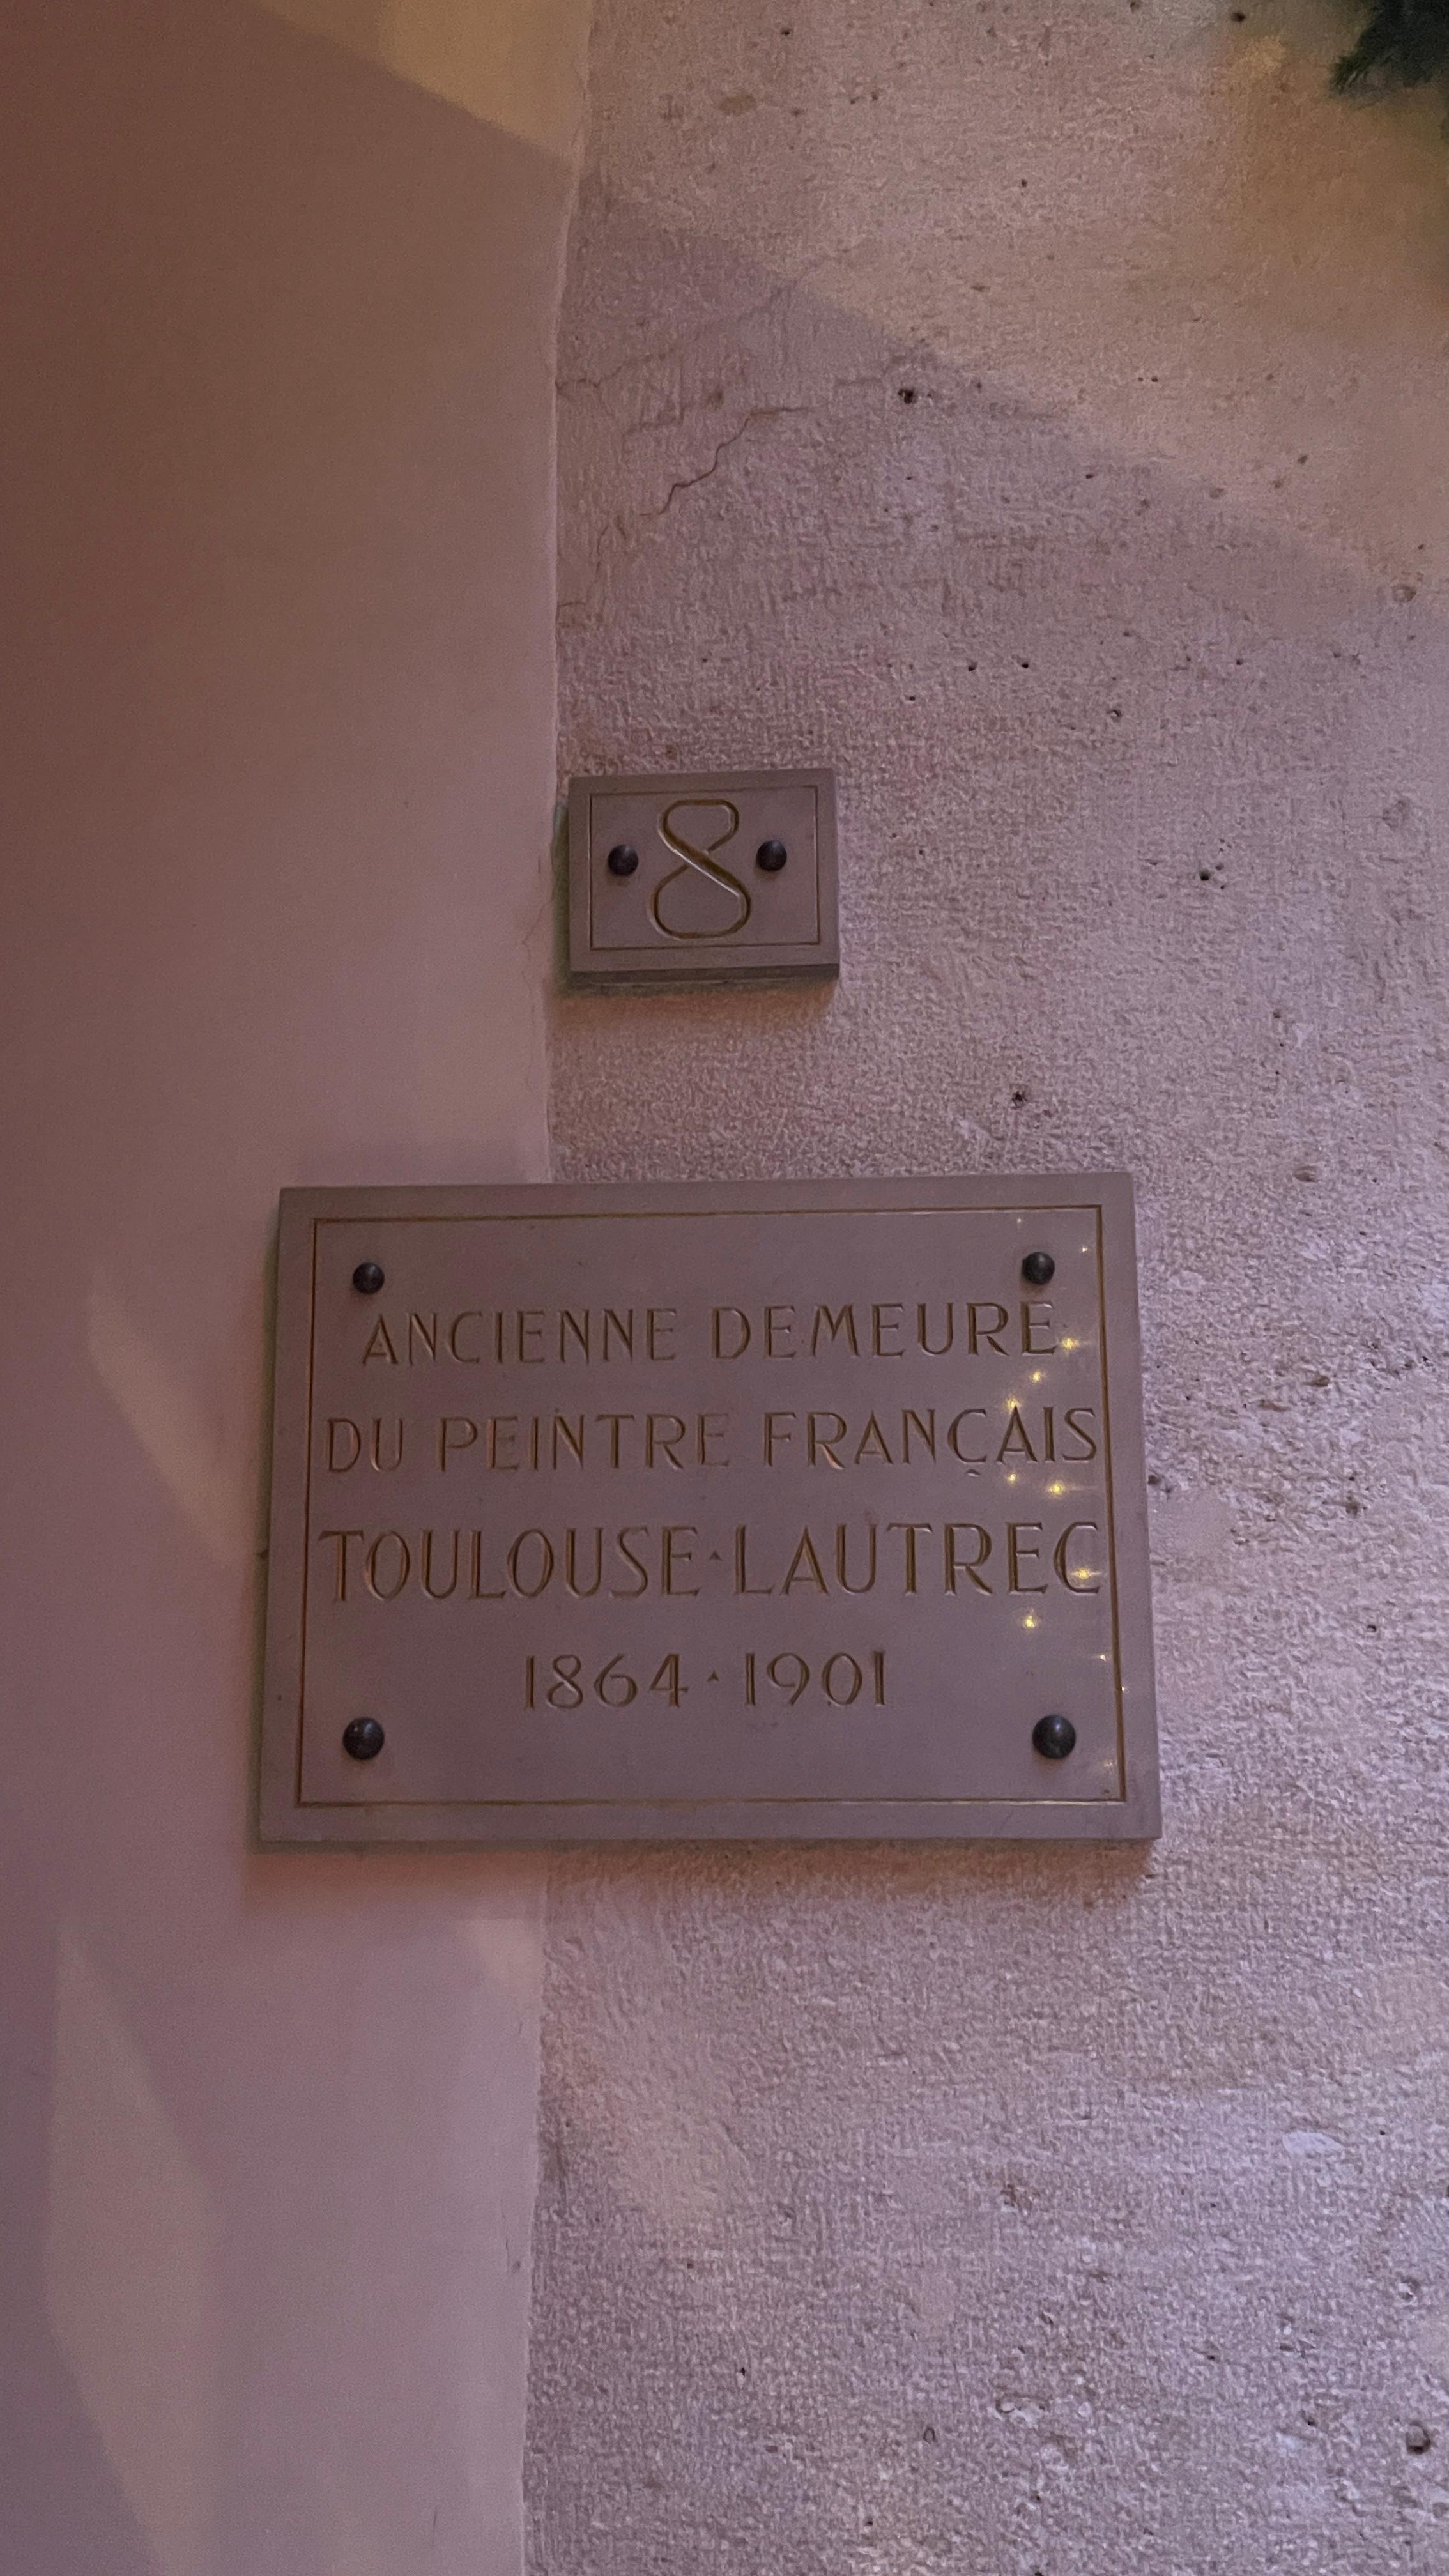 8
ANCIENNE DEMEURE
DU PEINTRE FRANÇAIS
TOULOUSE·LAUTREC
1864·1901